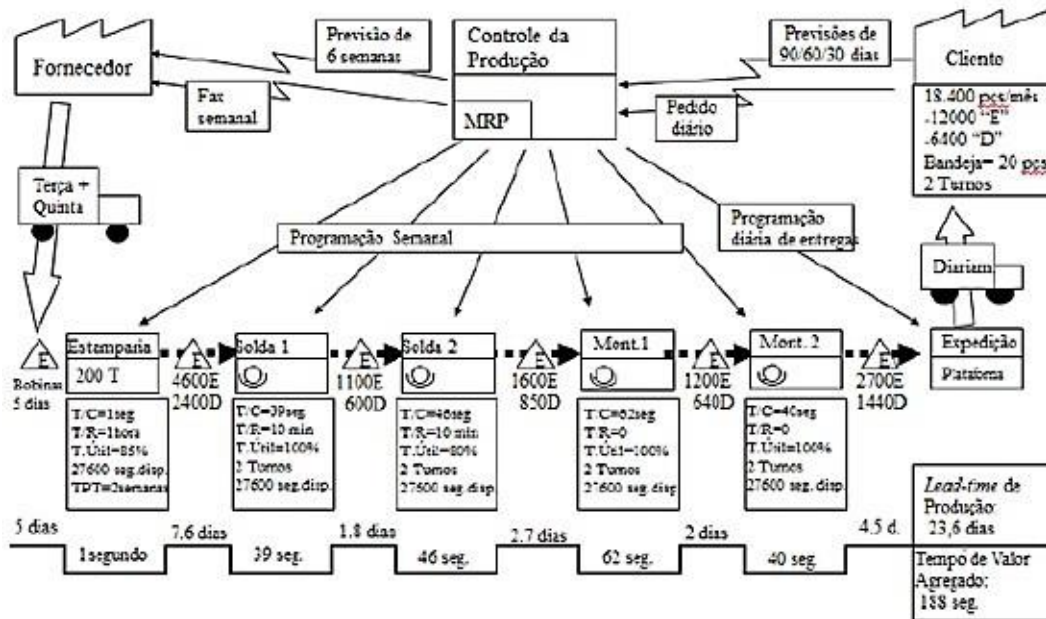 Fornecedor
Previsão de
6 semanas
Fax
semanal
Controle da
Produção
MRP
Previsões de
90/60/30 dias
Pedido
diário
Cliento
18.400 pçs/mês
-12000 "E"
-6400 "D"
Bandeja= 20 pçs
2 Turnos
Terça +
Quinta
Programação Semanal
Programação
diária de entregas
Diariam
E
Bobinas
5 dias
Estamparia
200 T
T/C=1seg
T/R=1hora
T.Útil=85%
27600 seg.disp.
TPT=2semanas
E
4600E
2400D
Solda 1
T/C=39seg
T/R=10 min
T.Útil=100%
2 Turnos
27600 seg.disp.
E
1100E
600D
Solda 2
T/C=46seg
T/R=10 min
T.Útil=80%
2 Turnos
27600 seg.disp.
E
1600E
850D
Mont.1
T/C=62seg
T/R=0
T.Útil=100%
2 Turnos
27600 seg.disp.
E
1200E
640D
Mont. 2
T/C=40seg
T/R=0
T.Útil=100%
2 Turnos
27600 seg.disp.
E
2700E
1440D
Expedição
Plataforma
5 dias
1segundo
7.6 dias
39 seg.
1.8 dias
46 seg.
2.7 dias
62 seg.
2 dias
40 seg.
4.5 d.
Lead-time de
Produção:
23,6 dias
Tempo de Valor
Agregado:
188 seg.